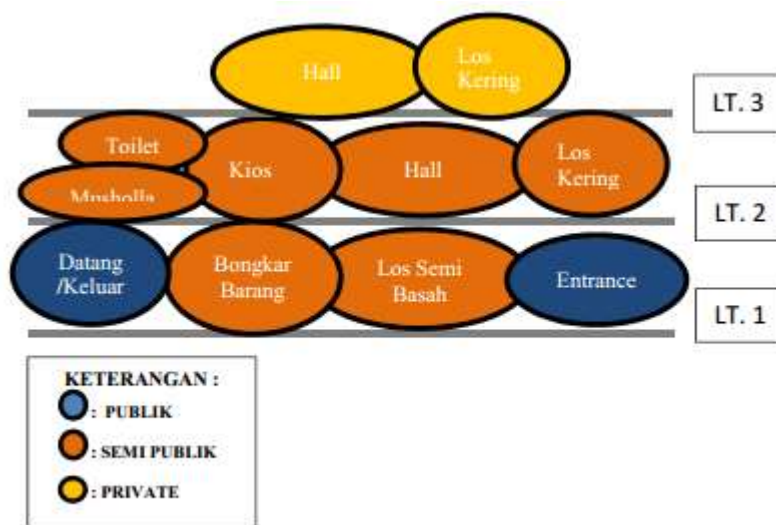 Hall
Los
Kering
LT. 3
Toilet
Musholla
Kios
Hall
Los
Kering
LT. 2
Datang
/Keluar
Bongkar
Barang
Los Semi
Basah
Entrance
LT. 1
KETERANGAN :
: PUBLIK
: SEMI PUBLIK
: PRIVATE